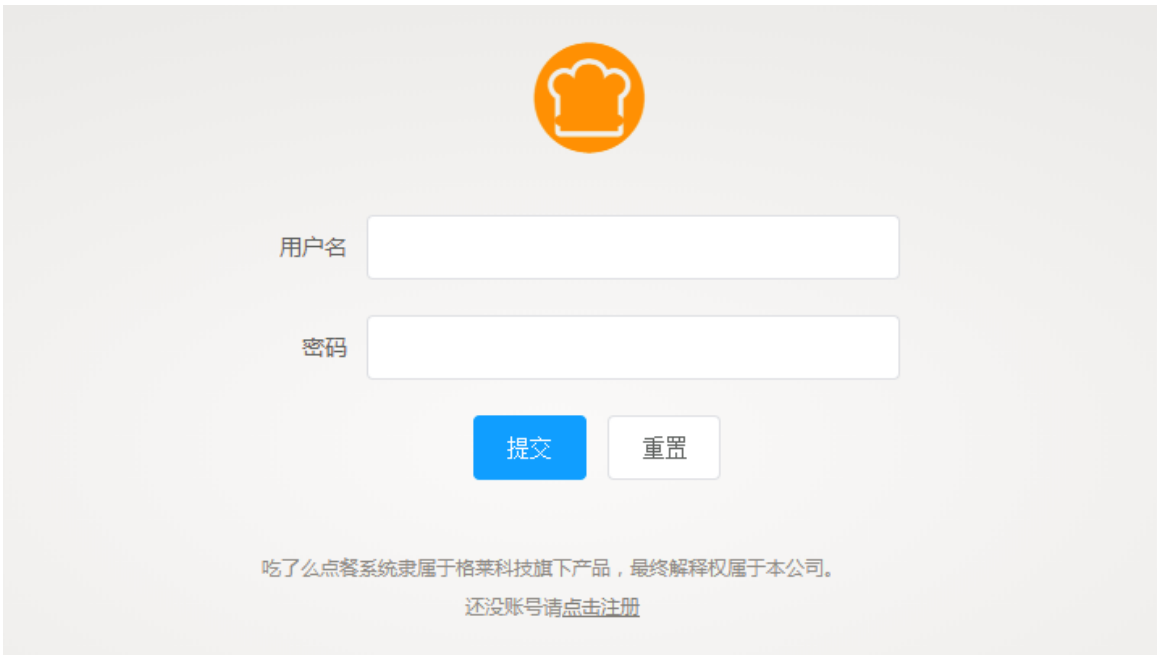 用户名
密码
提交 重置
吃了么点餐系统隶属于格莱科技旗下产品，最终解释权属于本公司。
还没账号请点击注册